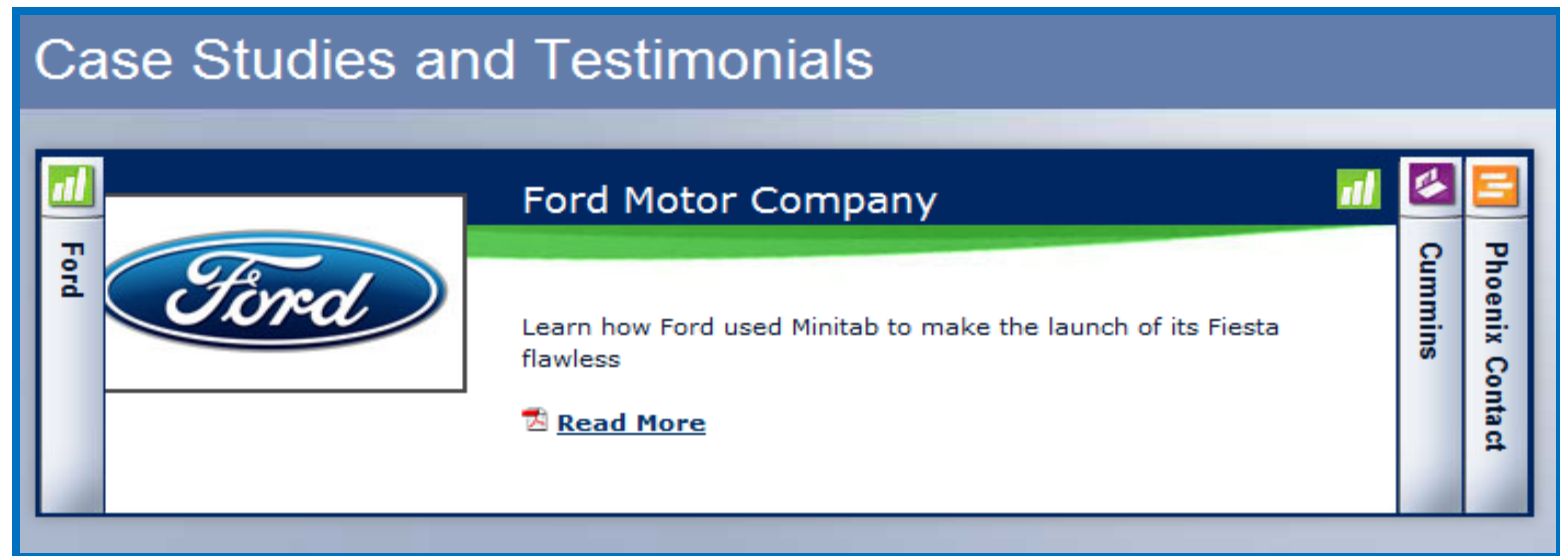 Case Studies and Testimonials
Ford
Ford
Ford Motor Company
Learn how Ford used Minitab to make the launch of its Fiesta
flawless
Read More
Cummins
Phoenix Contact